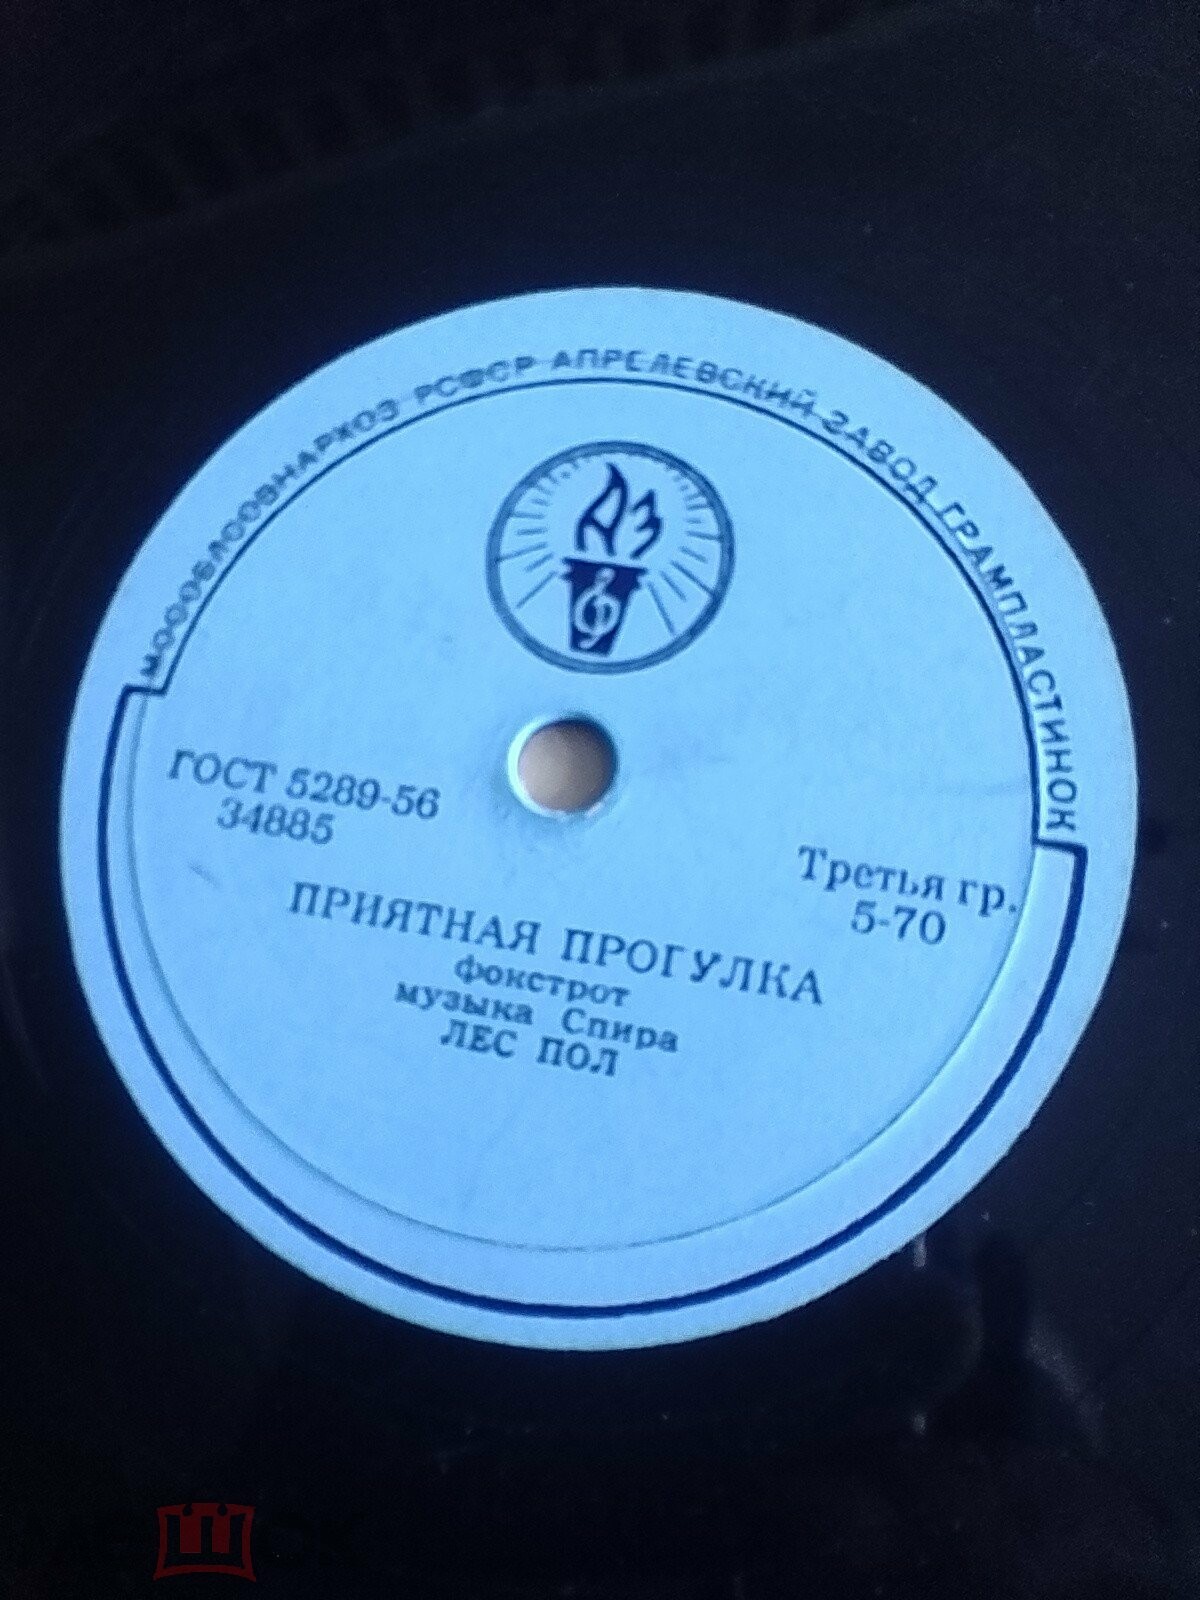 МОСОБЛСОВНАРХОЗ РСФСР АПРЕЛЕВСКИЙ ЗАВОД ГРАМПЛАСТИНОК
АЗ
ГОСТ 5289-56
34885
Третья гр.
5-70
ПРИЯТНАЯ ПРОГУЛКА
фокстрот
музыка Спира
ЛЕС ПОЛ